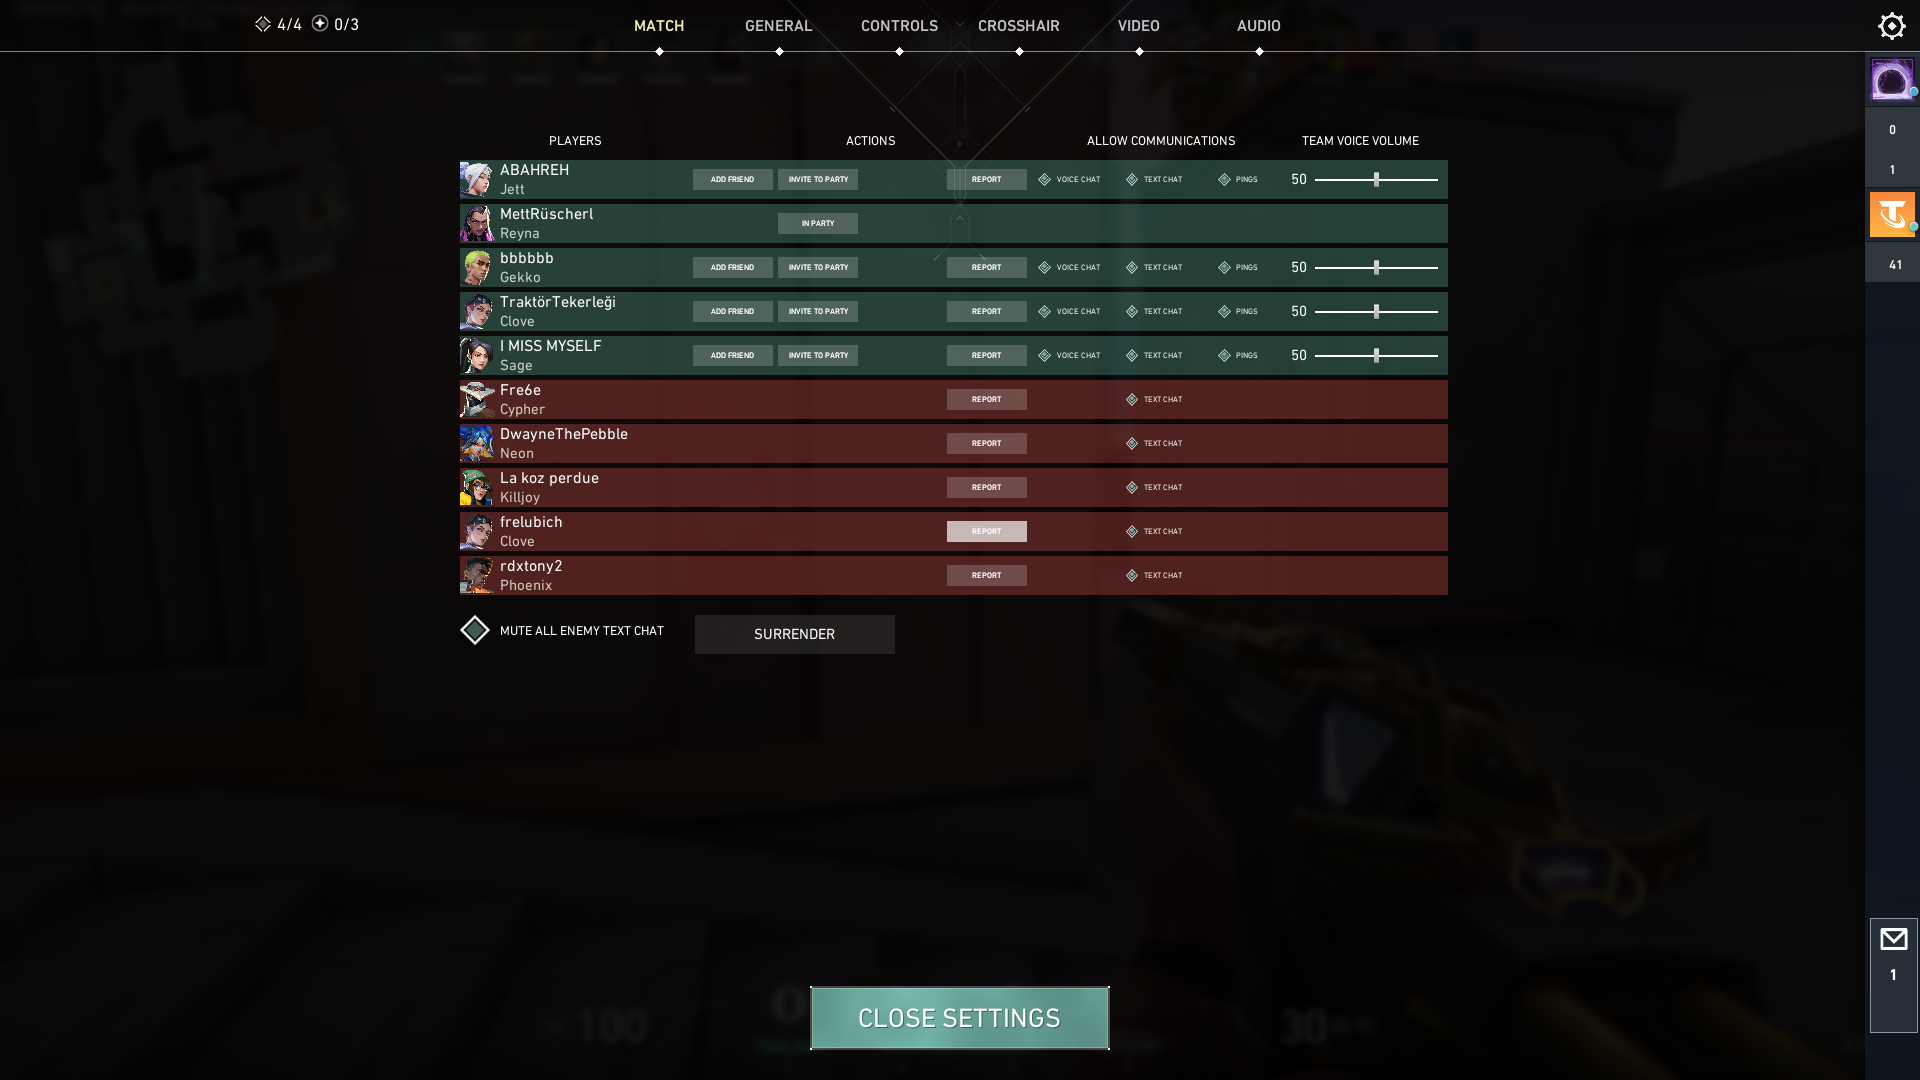 4/4 0/3 MATCH GENERAL CONTROLS CROSSHAIR VIDEO AUDIO
PLAYERS ACTIONS ALLOW COMMUNICATIONS TEAM VOICE VOLUME
ABAHREH
Jett
ADD FRIEND INVITE TO PARTY REPORT VOICE CHAT TEXT CHAT PINGS 50
MettRüscherl
Reyna
IN PARTY
bbbbbb
Gekko
ADD FRIEND INVITE TO PARTY REPORT VOICE CHAT TEXT CHAT PINGS 50
TraktörTekerleği
Clove
ADD FRIEND INVITE TO PARTY REPORT VOICE CHAT TEXT CHAT PINGS 50
I MISS MYSELF
Sage
ADD FRIEND INVITE TO PARTY REPORT VOICE CHAT TEXT CHAT PINGS 50
Fre6e
Cypher
REPORT TEXT CHAT
DwayneThePebble
Neon
REPORT TEXT CHAT
La koz perdue
Killjoy
REPORT TEXT CHAT
frelubich
Clove
REPORT TEXT CHAT
rdxtony2
Phoenix
REPORT TEXT CHAT
MUTE ALL ENEMY TEXT CHAT SURRENDER
0
1
41
1
100
30
CLOSE SETTINGS